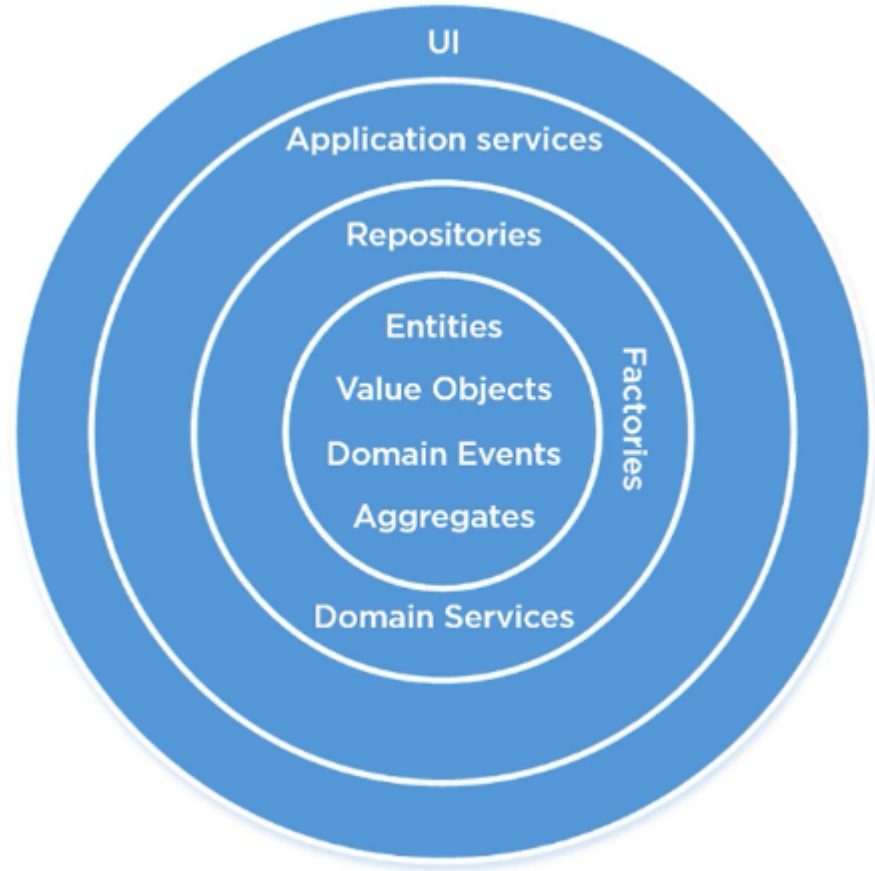 UI
Application services
Repositories
Entities
Value Objects
Factories
Domain Events
Aggregates
Domain Services